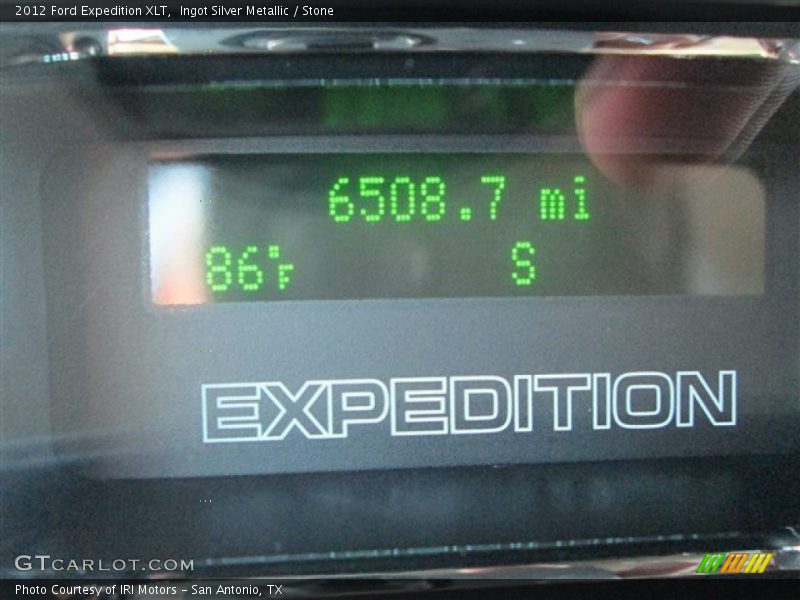 2012 Ford Expedition XLT,  Ingot Silver Metallic / Stone
6508.7 mi
86°F S
EXPEDITION
GTCARLOT.COM
Photo Courtesy of IRI Motors – San Antonio, TX